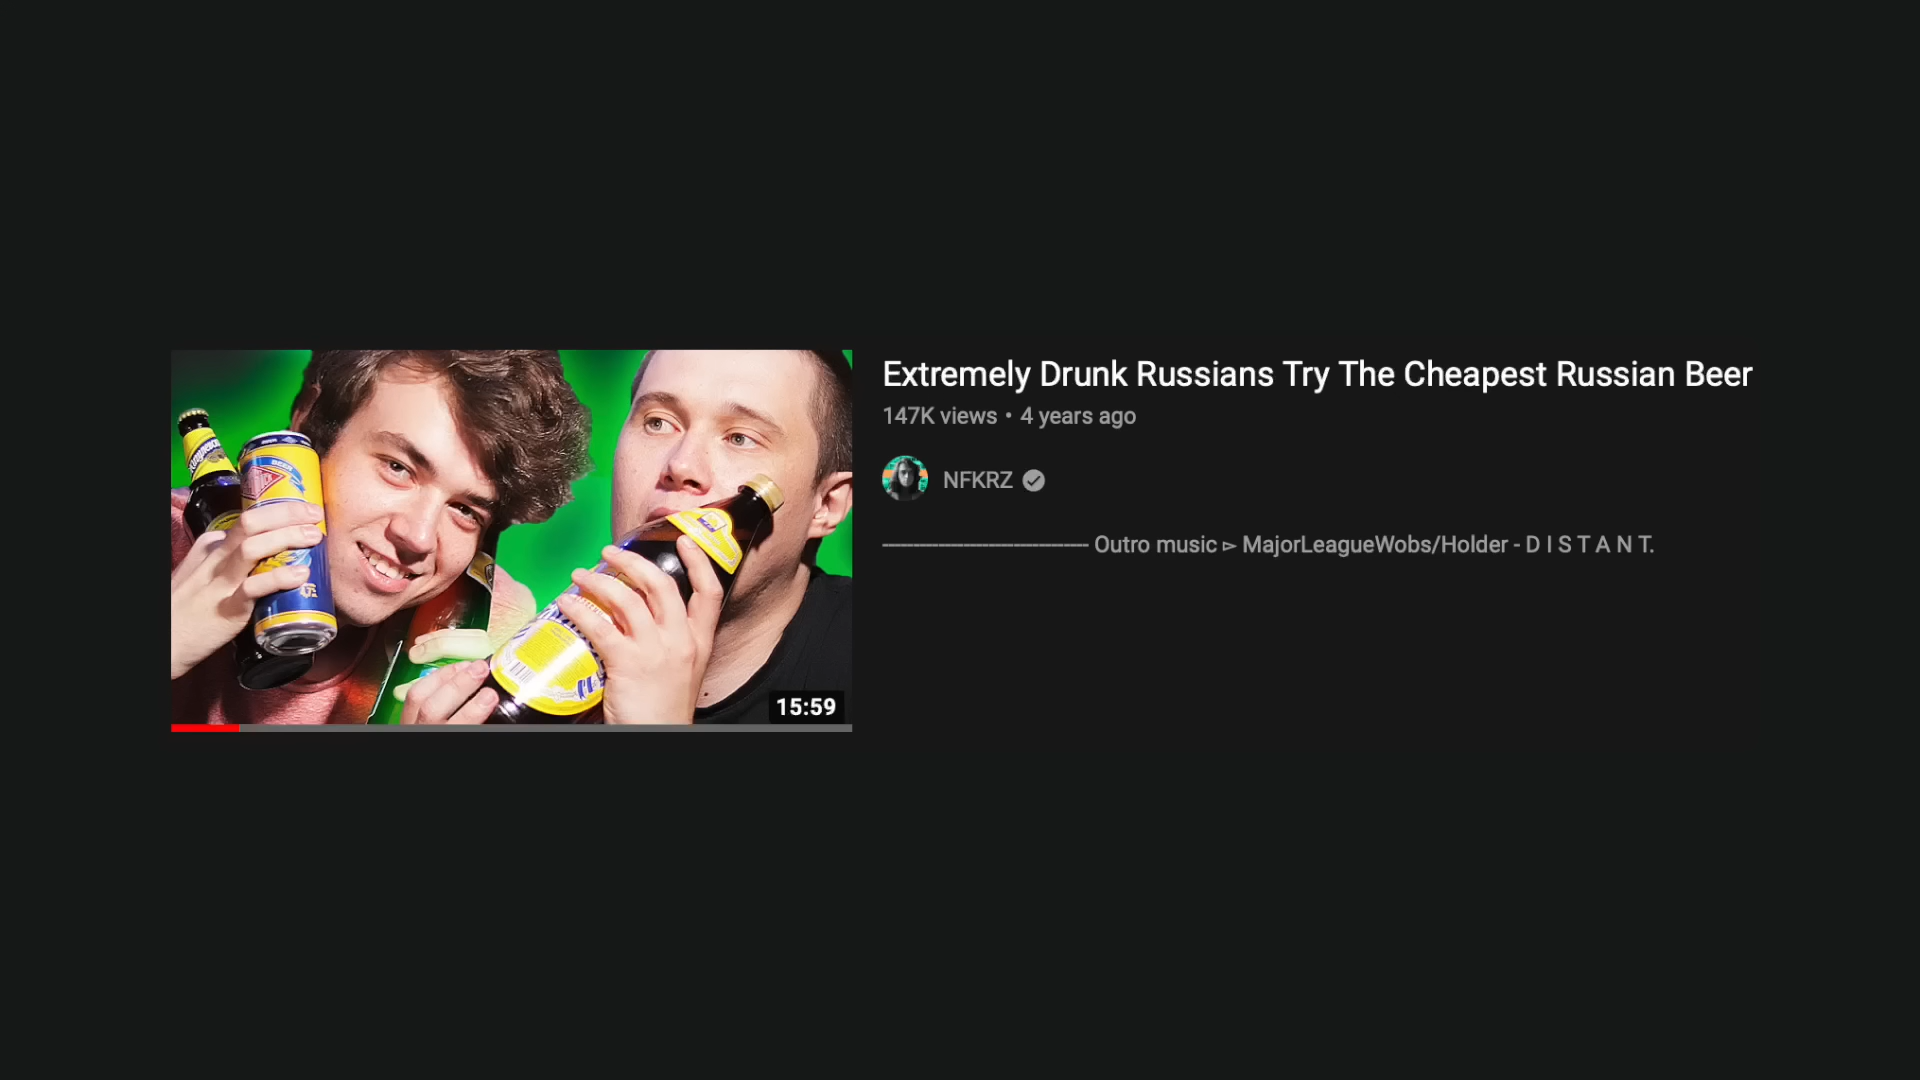 Extremely Drunk Russians Try The Cheapest Russian Beer
147K views • 4 years ago
NFKRZ
------------------------------------------ Outro music ▻ MajorLeagueWobs/Holder - D I S T A N T.
BEER
15:59